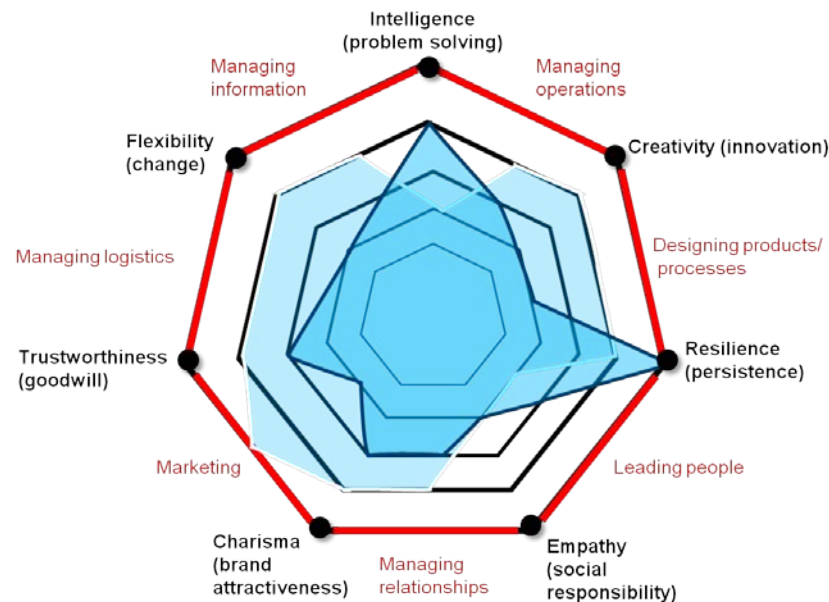 Intelligence
(problem solving)
Managing
information
Managing
operations
Flexibility
(change)
Creativity (innovation)
Managing logistics
Designing products/
processes
Trustworthiness
(goodwill)
Resilience
(persistence)
Marketing
Leading people
Charisma
(brand
attractiveness)
Managing
relationships
Empathy
(social
responsibility)